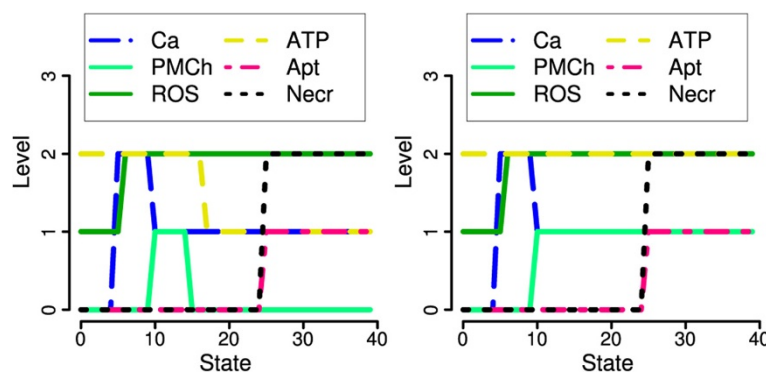 Ca ATP
PMCh Apt
ROS Necr
Level
3
2
1
0
0 10 20 30 40
State
Ca ATP
PMCh Apt
ROS Necr
Level
3
2
1
0
0 10 20 30 40
State